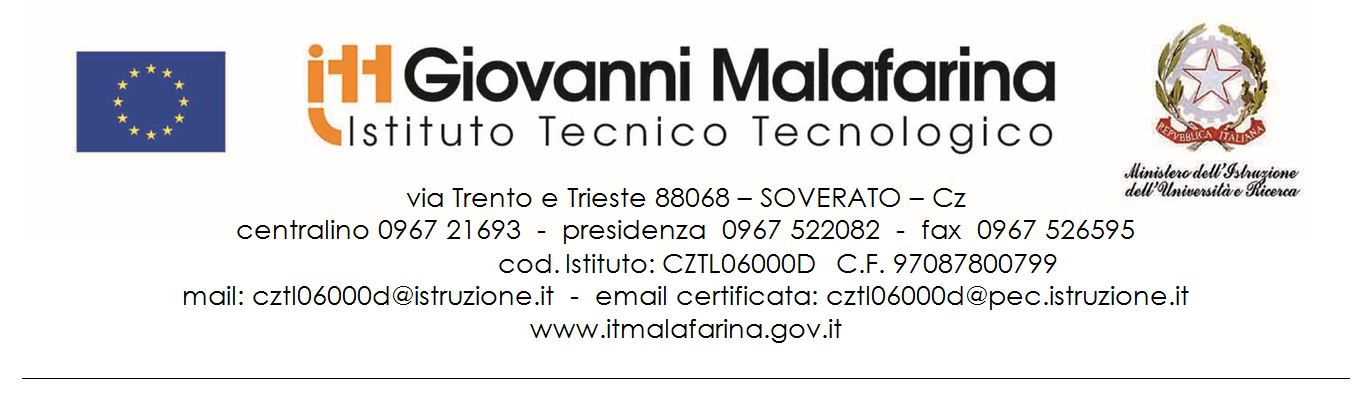 itt Giovanni Malafarina
Istituto Tecnico Tecnologico
REPVBBLICA ITALIANA
Ministero dell'Istruzione
dell'Università e Ricerca
via Trento e Trieste 88068 – SOVERATO – Cz
centralino 0967 21693 - presidenza 0967 522082 - fax 0967 526595
cod. Istituto: CZTL06000D C.F. 97087800799
mail: cztl06000d@istruzione.it - email certificata: cztl06000d@pec.istruzione.it
www.itmalafarina.gov.it